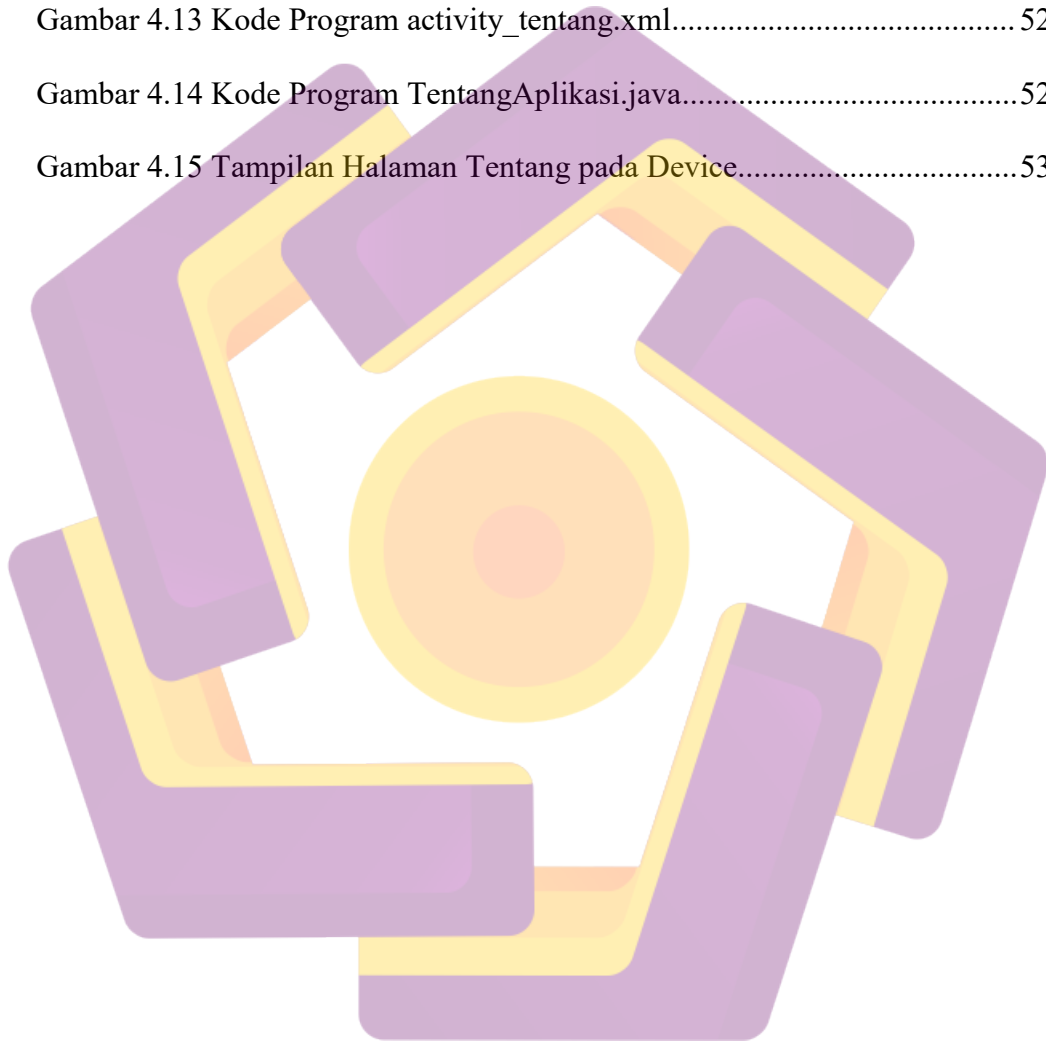 Gambar 4.13 Kode Program activity_tentang.xml.......................................... 52
Gambar 4.14 Kode Program TentangAplikasi.java......................................... 52
Gambar 4.15 Tampilan Halaman Tentang pada Device.................................. 53